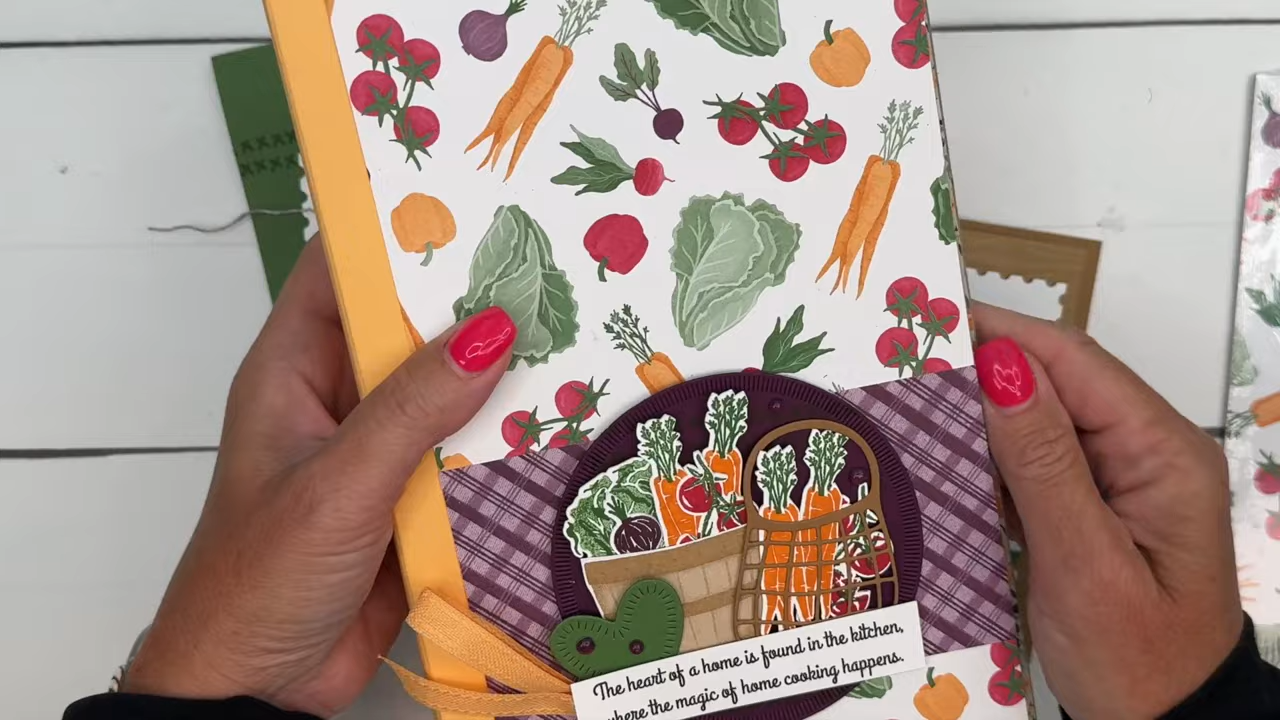 The heart of a home is found in the kitchen,
where the magic of home cooking happens.